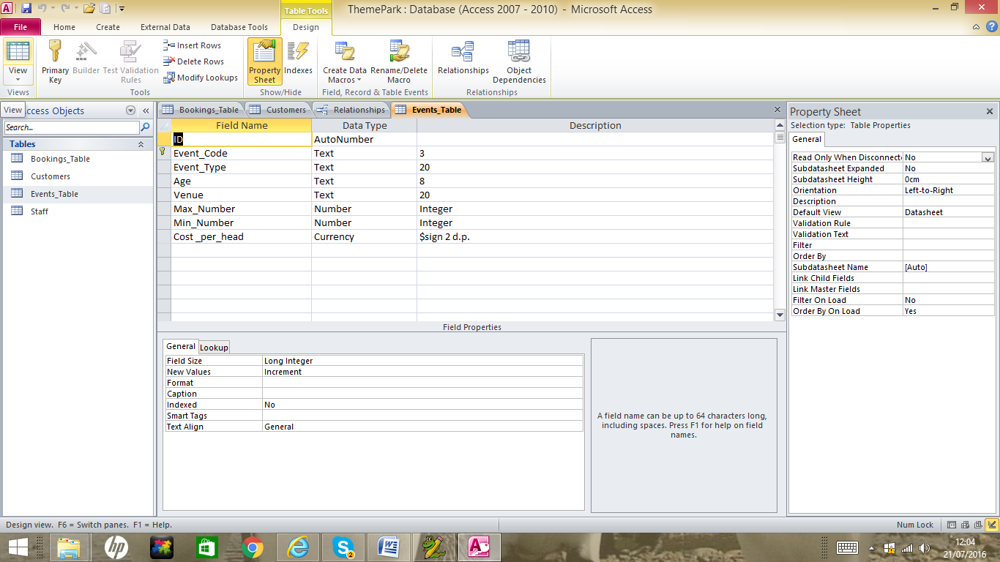 ThemePark : Database (Access 2007 - 2010) - Microsoft Access
Table Tools
File Home Create External Data Database Tools Design
View
Primary Key
Builder
Test Validation Rules
Insert Rows
Delete Rows
Modify Lookups
Property Sheet
Indexes
Create Data Macros
Rename/Delete Macro
Relationships
Object Dependencies
Views Tools Show/Hide Field, Record & Table Events Relationships
View
ccess Objects
Search...
Tables
Bookings_Table
Customers
Events_Table
Staff
Bookings_Table Customers Relationships Events_Table
Field Name Data Type Description
ID AutoNumber
Event_Code Text 3
Event_Type Text 20
Age Text 8
Venue Text 20
Max_Number Number Integer
Min_Number Number Integer
Cost _per_head Currency $sign 2 d.p.
Field Properties
General Lookup
Field Size Long Integer
New Values Increment
Format
Caption
Indexed No
Smart Tags
Text Align General
A field name can be up to 64 characters long,
including spaces. Press F1 for help on field
names.
Property Sheet
Selection type: Table Properties
General
Read Only When Disconnecte No
Subdatasheet Expanded No
Subdatasheet Height 0cm
Orientation Left-to-Right
Description
Default View Datasheet
Validation Rule
Validation Text
Filter
Order By
Subdatasheet Name [Auto]
Link Child Fields
Link Master Fields
Filter On Load No
Order By On Load Yes
Design view. F6 = Switch panes. F1 = Help.
Num Lock
hp
2
12:04
21/07/2016